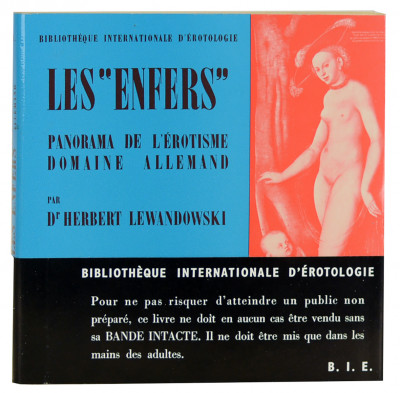 BIBLIOTHÈQUE INTERNATIONALE D'ÉROTOLOGIE
LES "ENFERS"
PANORAMA DE L'ÉROTISME
DOMAINE ALLEMAND
PAR
Dr HERBERT LEWANDOWSKI
BIBLIOTHÈQUE INTERNATIONALE D'ÉROTOLOGIE
Pour ne pas risquer d'atteindre un public non
préparé, ce livre ne doit en aucun cas être vendu sans
sa BANDE INTACTE. Il ne doit être mis que dans les
mains des adultes.
B. I. E.